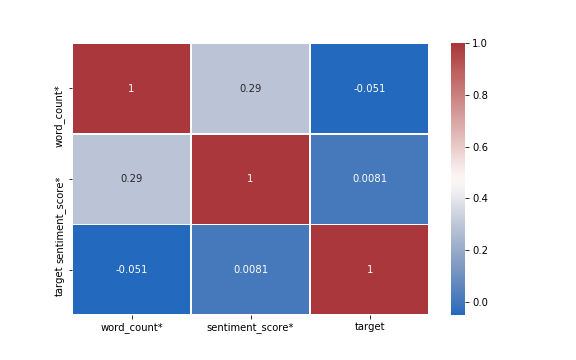 word_count*
1
0.29
-0.051
sentiment_score*
0.29
1
0.0081
target
-0.051
0.0081
1
word_count*
sentiment_score*
target
1.0
0.8
0.6
0.4
0.2
0.0